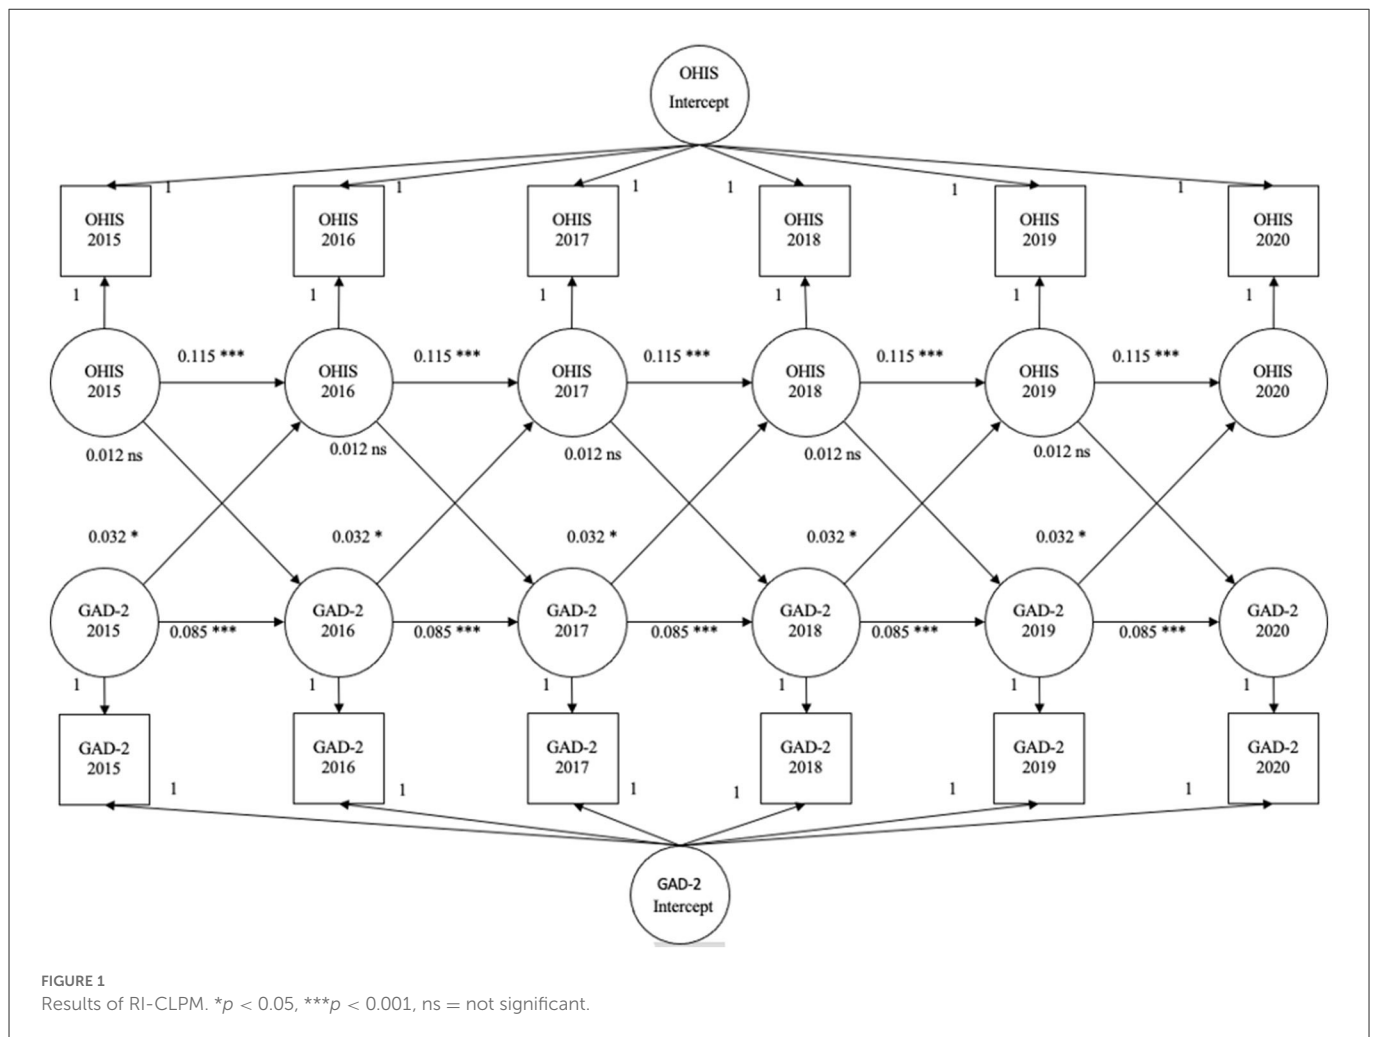 OHIS
Intercept
1 1 1 1 1 1
OHIS
2015
OHIS
2016
OHIS
2017
OHIS
2018
OHIS
2019
OHIS
2020
1 1 1 1 1 1
0.115 *** 0.115 *** 0.115 *** 0.115 *** 0.115 ***
OHIS
2015
OHIS
2016
OHIS
2017
OHIS
2018
OHIS
2019
OHIS
2020
0.012 ns 0.012 ns 0.012 ns 0.012 ns 0.012 ns
0.032 * 0.032 * 0.032 * 0.032 * 0.032 *
GAD-2
2015
GAD-2
2016
GAD-2
2017
GAD-2
2018
GAD-2
2019
GAD-2
2020
0.085 *** 0.085 *** 0.085 *** 0.085 *** 0.085 ***
1 1 1 1 1 1
GAD-2
2015
GAD-2
2016
GAD-2
2017
GAD-2
2018
GAD-2
2019
GAD-2
2020
1 1 1 1 1 1
GAD-2
Intercept
FIGURE 1
Results of RI-CLPM. *p < 0.05, ***p < 0.001, ns = not significant.